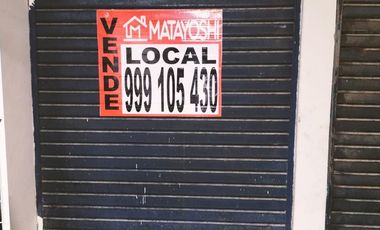 VENDE
MATAYOSHI
LOCAL
999 105 430